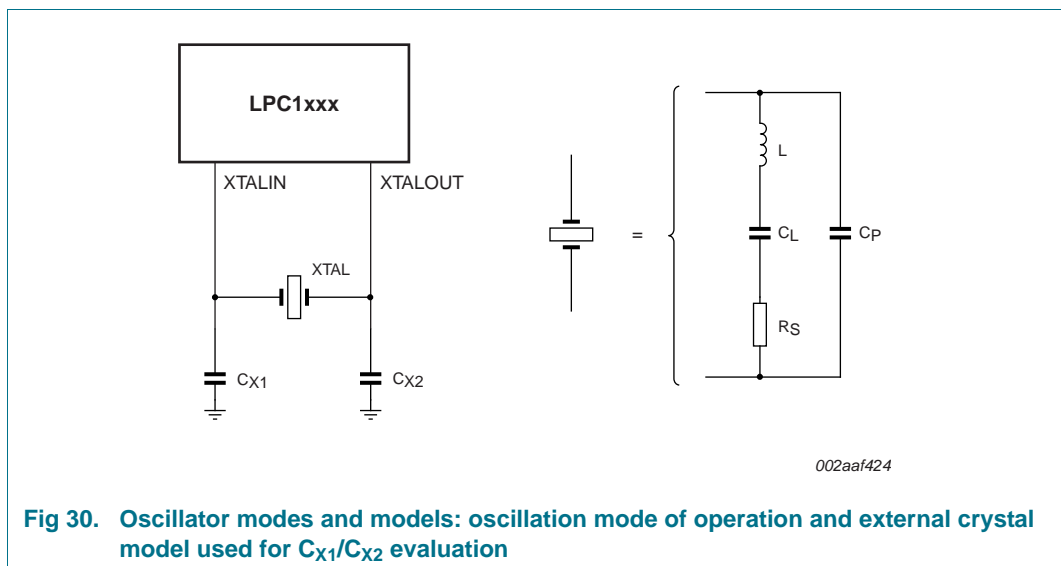 LPC1xxx
XTALIN
XTALOUT
XTAL
CX1
CX2
=
L
CL
CP
RS
002aaf424
Fig 30. Oscillator modes and models: oscillation mode of operation and external crystal
model used for CX1/CX2 evaluation